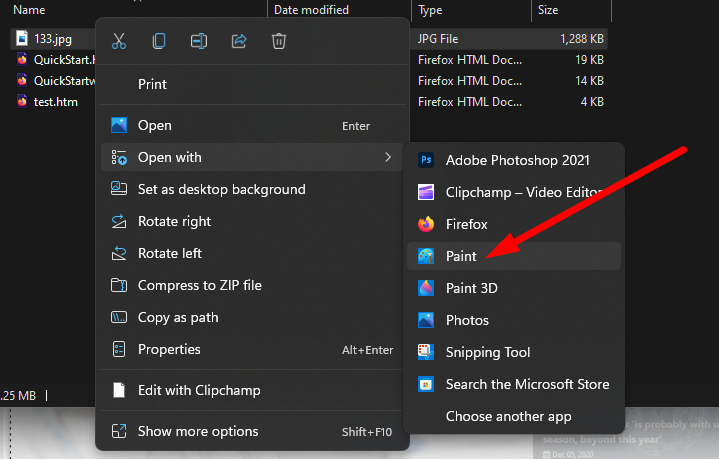 Name Date modified Type Size
133.jpg JPG File 1,288 KB
QuickStart. Firefox HTML Doc... 19 KB
QuickStartw Firefox HTML Doc... 14 KB
test.htm Firefox HTML Doc... 4 KB
Print
Open Enter
Open with
Set as desktop background
Rotate right
Rotate left
Compress to ZIP file
Copy as path
Properties Alt+Enter
Edit with Clipchamp
Show more options Shift+F10
Ps Adobe Photoshop 2021
Clipchamp – Video Editor
Firefox
Paint
Paint 3D
Photos
Snipping Tool
Search the Microsoft Store
Choose another app
.25 MB
'is probably with u
season, beyond this year'
Dec 05, 2020